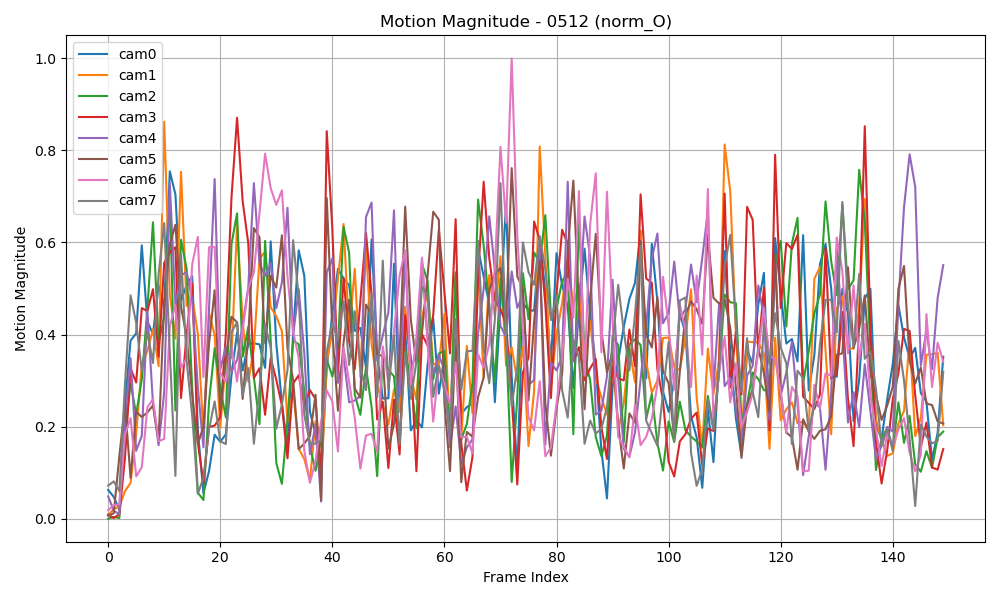 Motion Magnitude - 0512 (norm_O)
cam0
cam1
cam2
cam3
cam4
cam5
cam6
cam7
Motion Magnitude
1.0
0.8
0.6
0.4
0.2
0.0
0 20 40 60 80 100 120 140
Frame Index